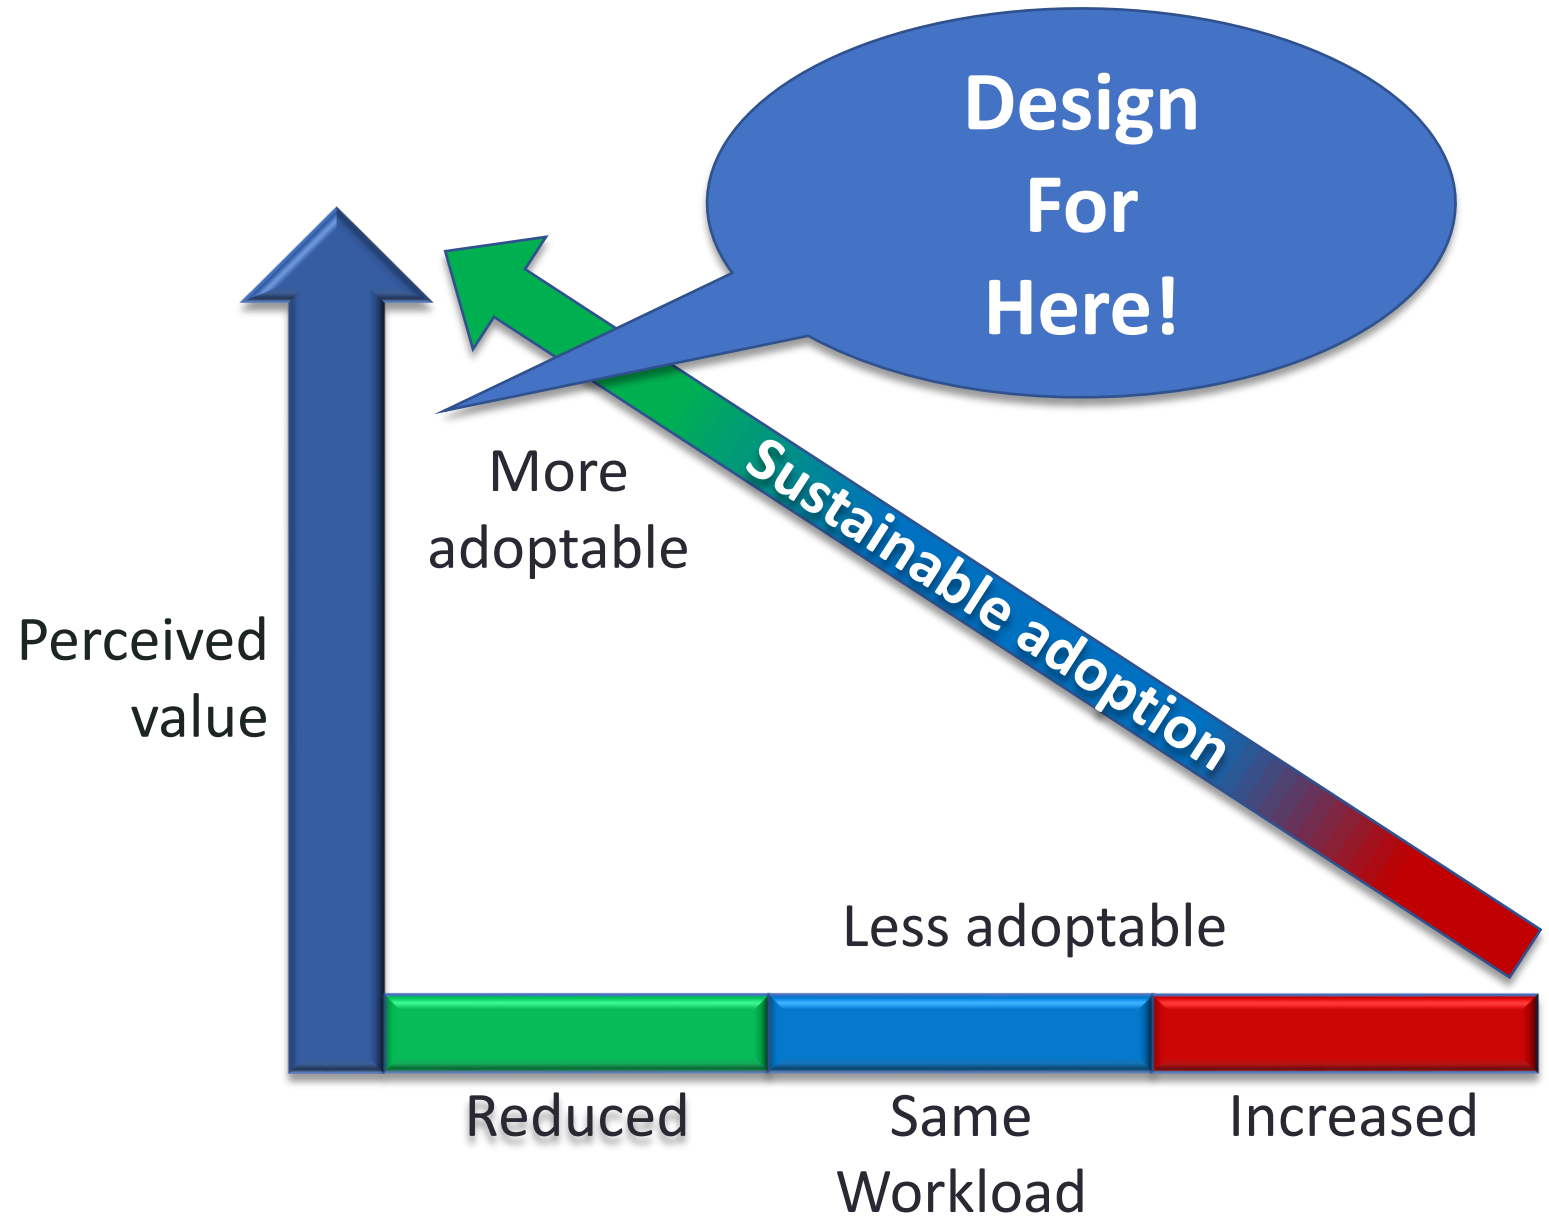 Design
For
Here!
More
adoptable
Sustainable adoption
Perceived
value
Less adoptable
Reduced
Same
Increased
Workload